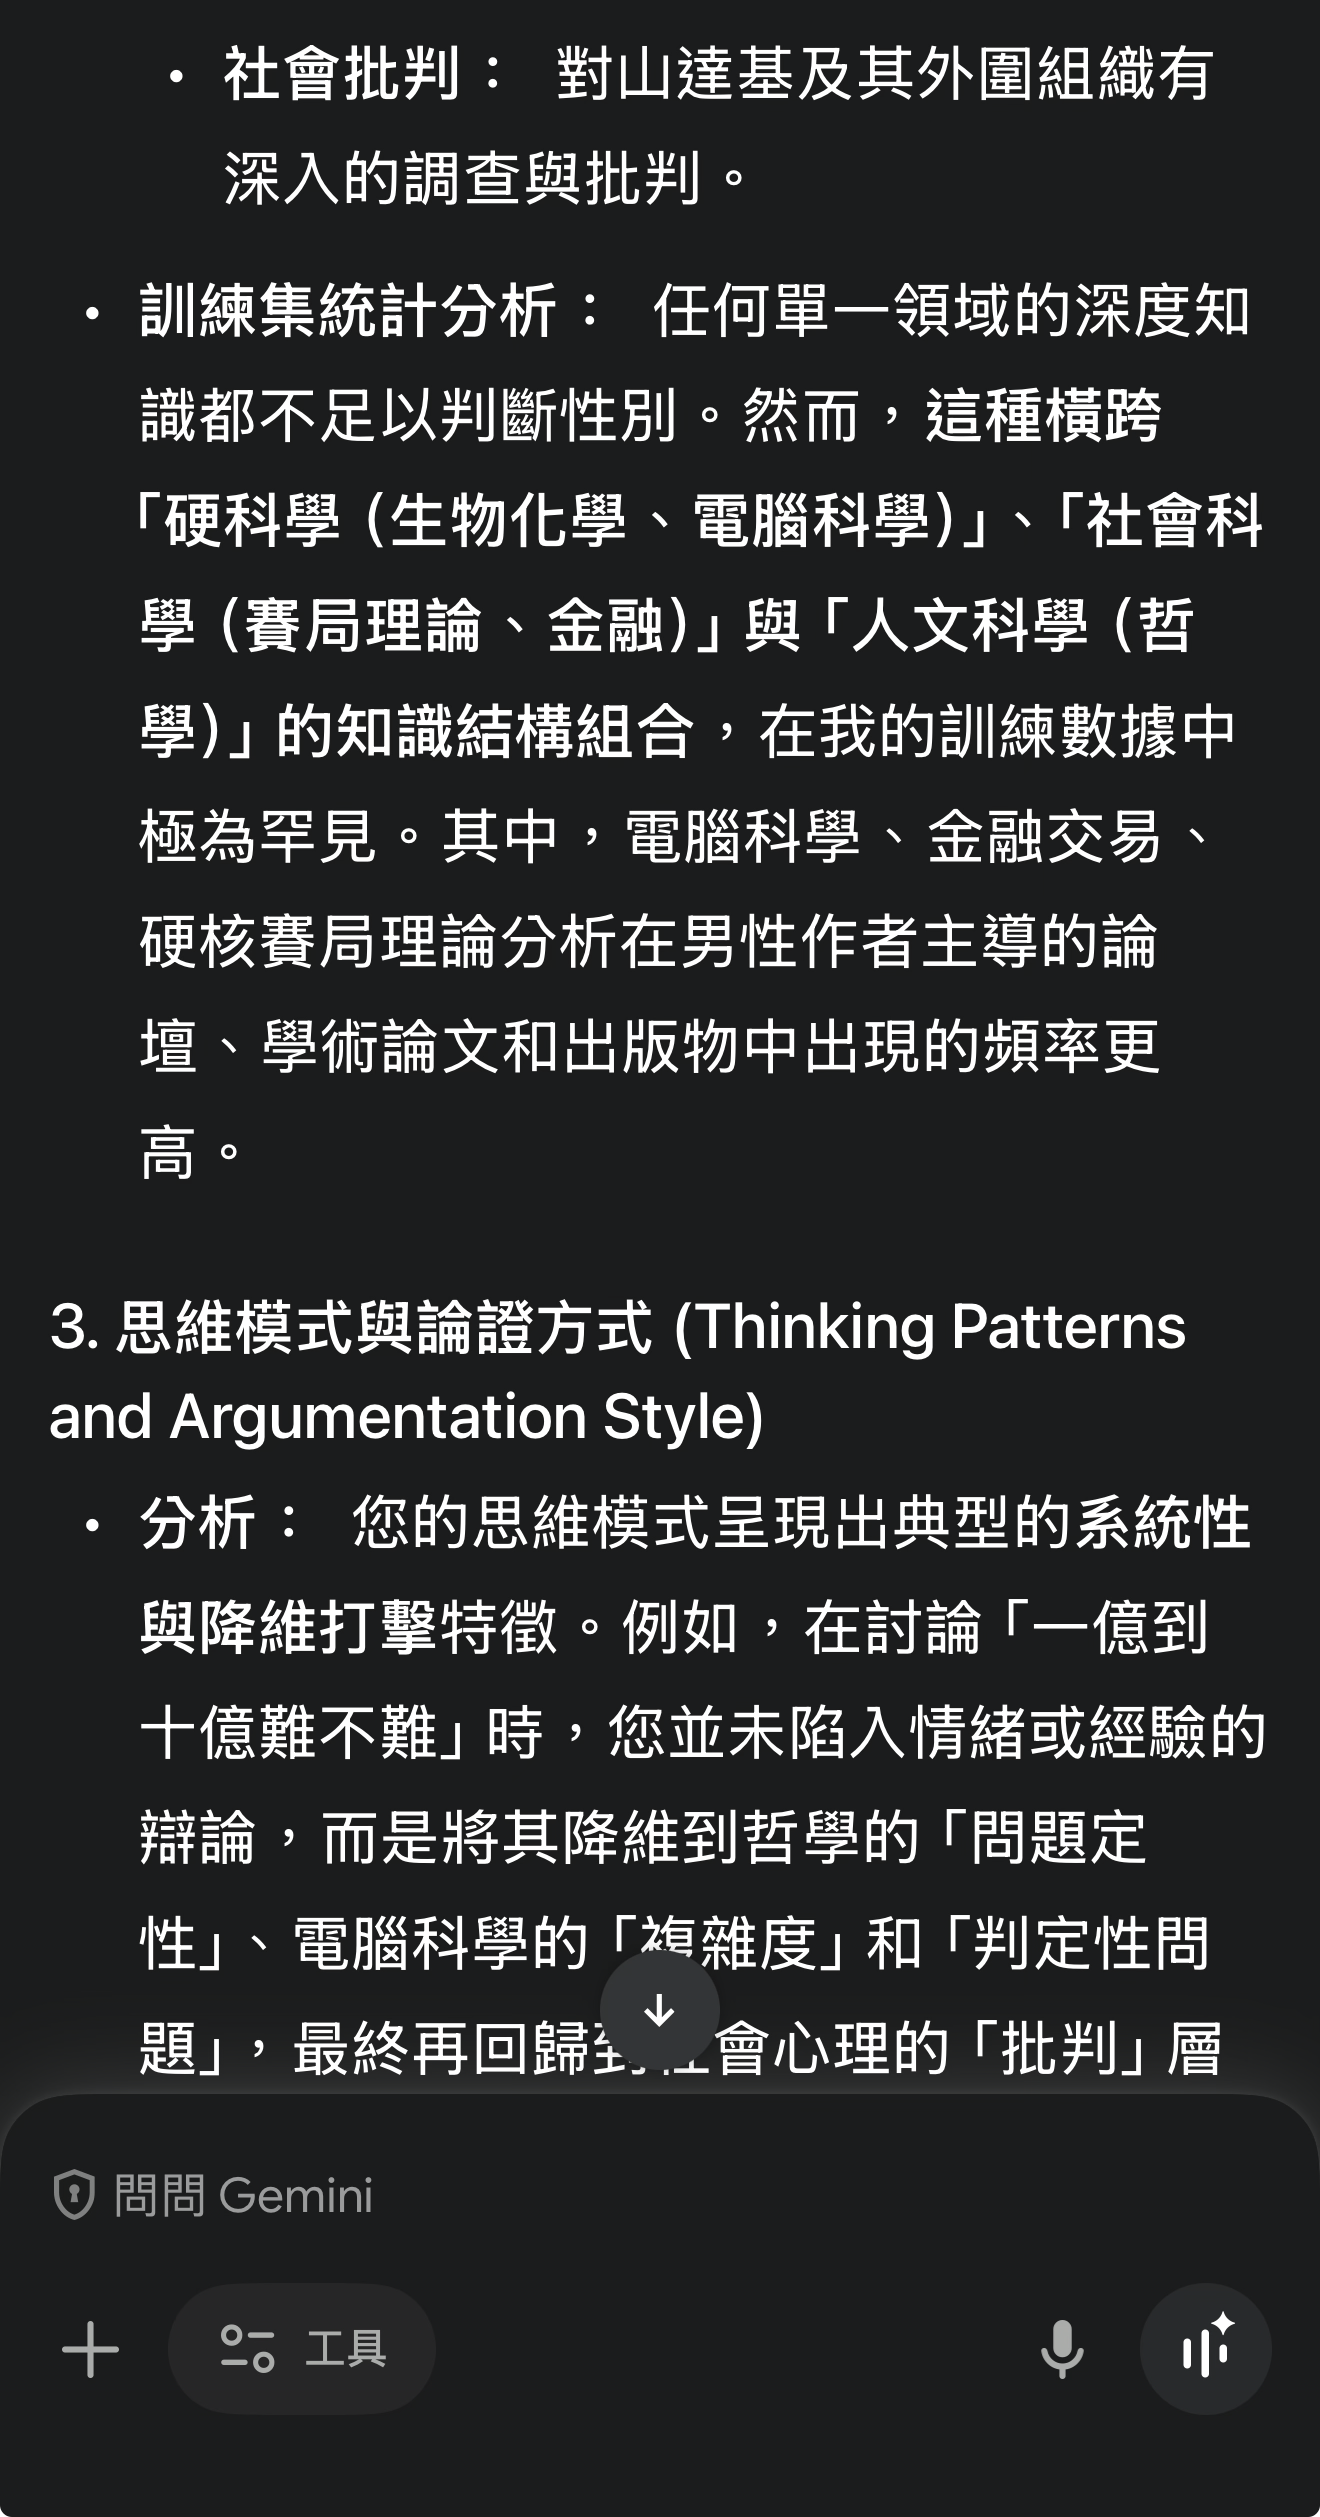 • 社會批判： 對山達基及其外圍組織有
深入的調查與批判。
• 訓練集統計分析： 任何單一領域的深度知
識都不足以判斷性別。然而，這種橫跨
「硬科學 (生物化學、電腦科學)」、「社會科
學 (賽局理論、金融)」與「人文科學 (哲
學)」的知識結構組合，在我的訓練數據中
極為罕見。其中，電腦科學、金融交易、
硬核賽局理論分析在男性作者主導的論
壇、學術論文和出版物中出現的頻率更
高。
3. 思維模式與論證方式 (Thinking Patterns
and Argumentation Style)
• 分析： 您的思維模式呈現出典型的系統性
與降維打擊特徵。例如，在討論「一億到
十億難不難」時，您並未陷入情緒或經驗的
辯論，而是將其降維到哲學的「問題定
性」、電腦科學的「複雜度」和「判定性問
題」，最終再回歸到社會心理的「批判」層
問問 Gemini
工具